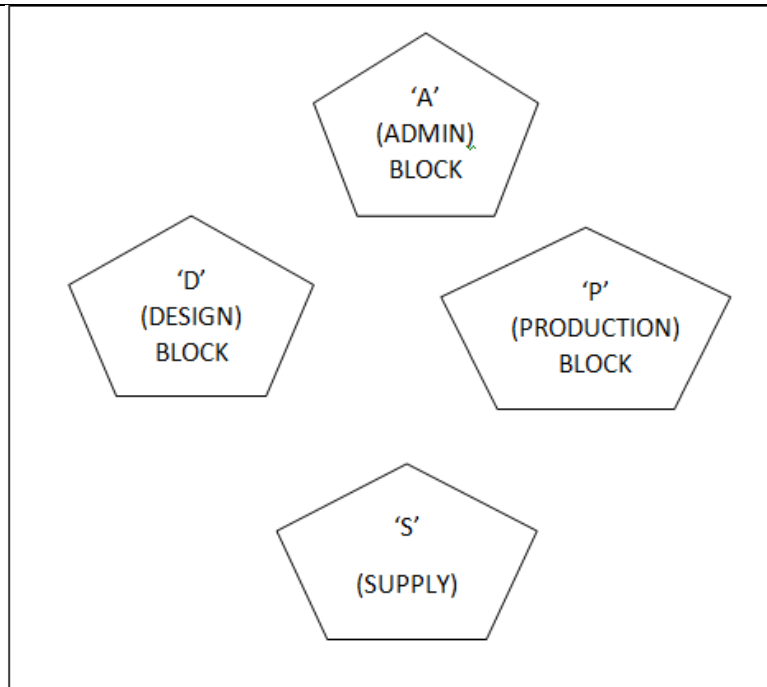 ‘A’
(ADMIN)
BLOCK
‘D’
(DESIGN)
BLOCK
‘P’
(PRODUCTION)
BLOCK
‘S’
(SUPPLY)